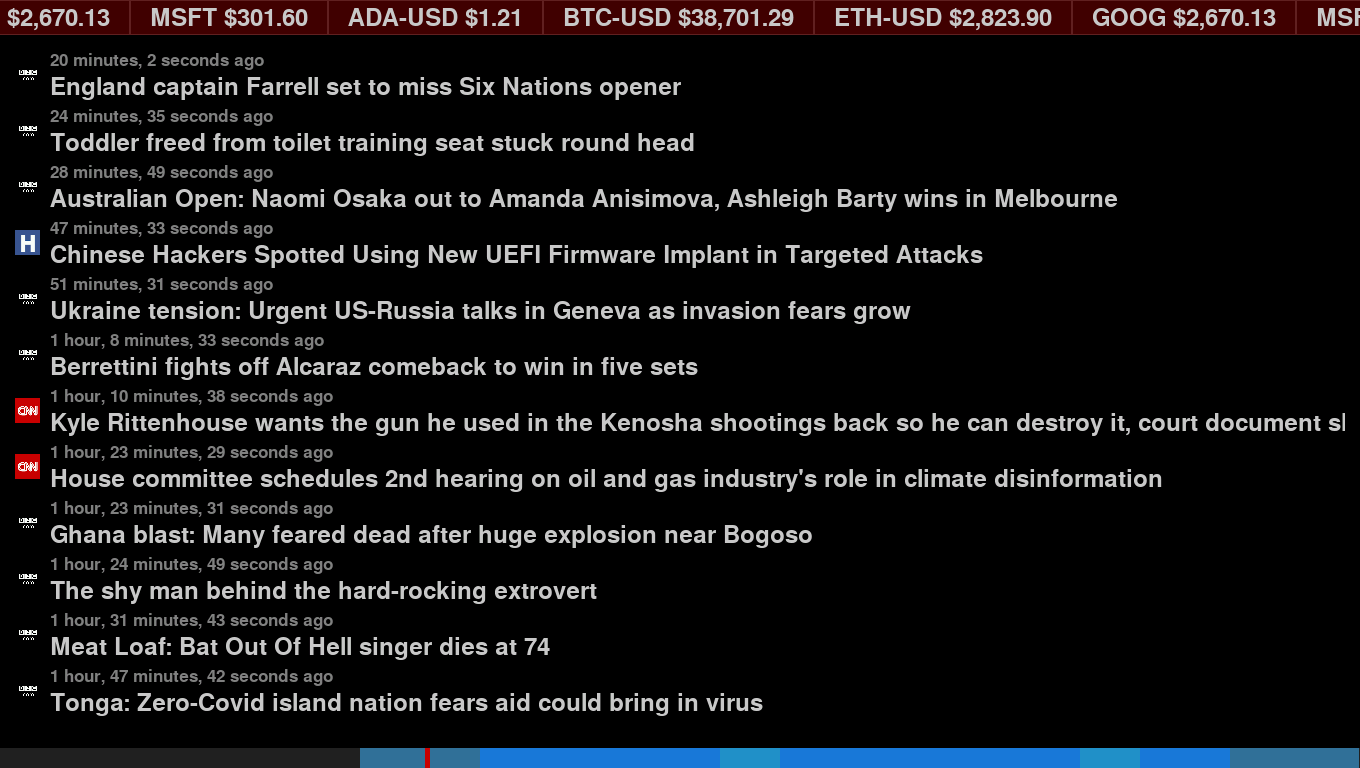 $2,670.13 MSFT $301.60 ADA-USD $1.21 BTC-USD $38,701.29 ETH-USD $2,823.90 GOOG $2,670.13
20 minutes, 2 seconds ago
England captain Farrell set to miss Six Nations opener
24 minutes, 35 seconds ago
Toddler freed from toilet training seat stuck round head
28 minutes, 49 seconds ago
Australian Open: Naomi Osaka out to Amanda Anisimova, Ashleigh Barty wins in Melbourne
47 minutes, 33 seconds ago
H
Chinese Hackers Spotted Using New UEFI Firmware Implant in Targeted Attacks
51 minutes, 31 seconds ago
Ukraine tension: Urgent US-Russia talks in Geneva as invasion fears grow
1 hour, 8 minutes, 33 seconds ago
Berrettini fights off Alcaraz comeback to win in five sets
1 hour, 10 minutes, 38 seconds ago
CNN
Kyle Rittenhouse wants the gun he used in the Kenosha shootings back so he can destroy it, court document
1 hour, 23 minutes, 29 seconds ago
CNN
House committee schedules 2nd hearing on oil and gas industry's role in climate disinformation
1 hour, 23 minutes, 31 seconds ago
Ghana blast: Many feared dead after huge explosion near Bogoso
1 hour, 24 minutes, 49 seconds ago
The shy man behind the hard-rocking extrovert
1 hour, 31 minutes, 43 seconds ago
Meat Loaf: Bat Out Of Hell singer dies at 74
1 hour, 47 minutes, 42 seconds ago
Tonga: Zero-Covid island nation fears aid could bring in virus